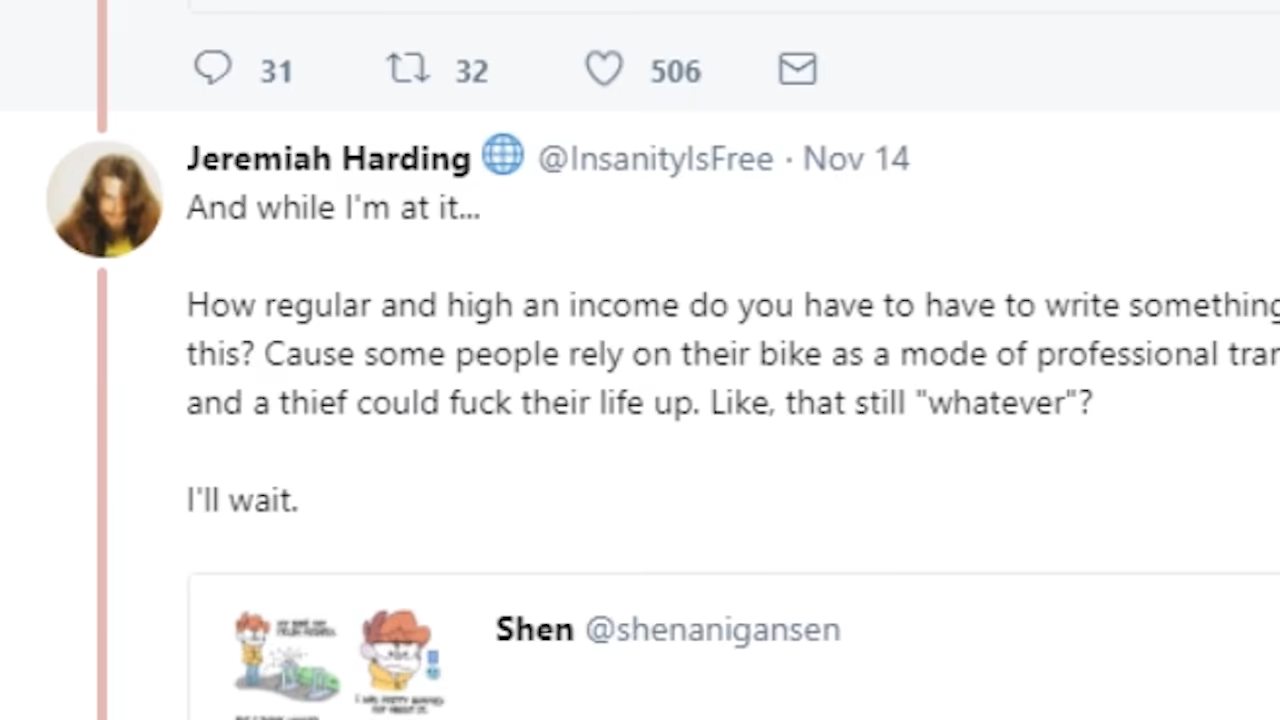 31 32 506
Jeremiah Harding @InsanityIsFree · Nov 14
And while I'm at it...
How regular and high an income do you have to have to write something
this? Cause some people rely on their bike as a mode of professional tran
and a thief could fuck their life up. Like, that still "whatever"?
I'll wait.
Shen @shenanigansen